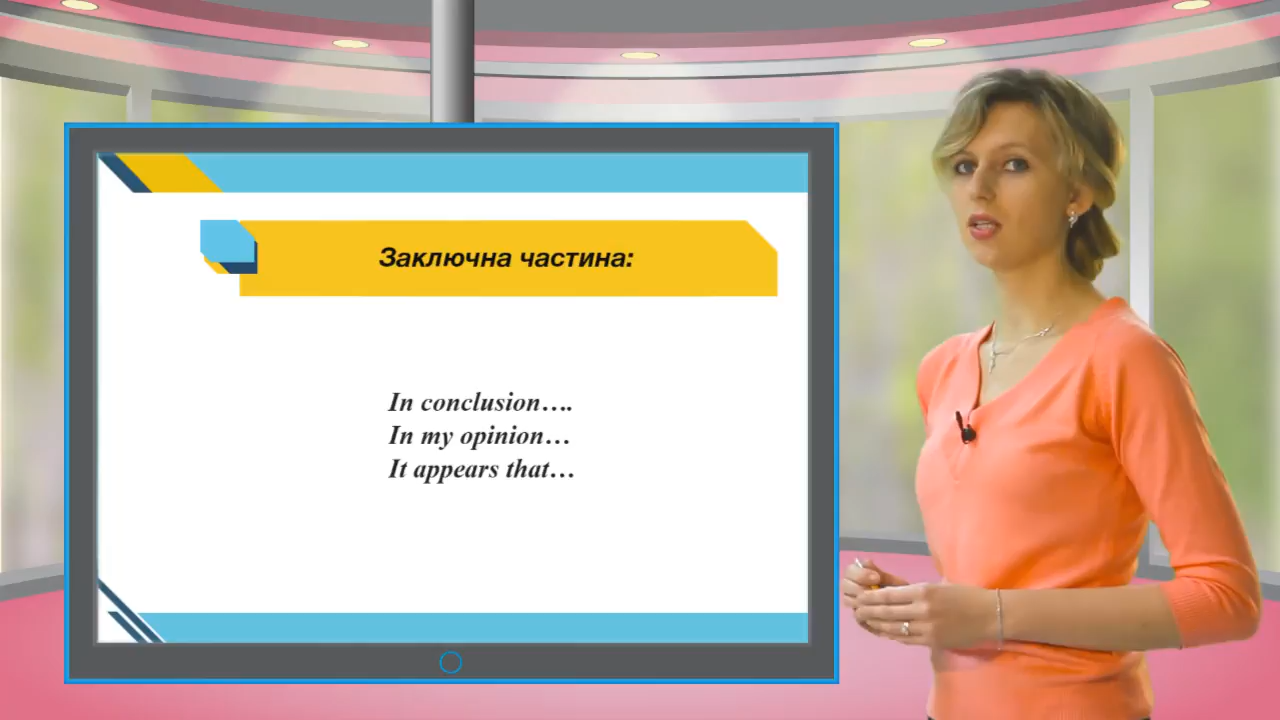 Заключна частина:
In conclusion….
In my opinion…
It appears that…